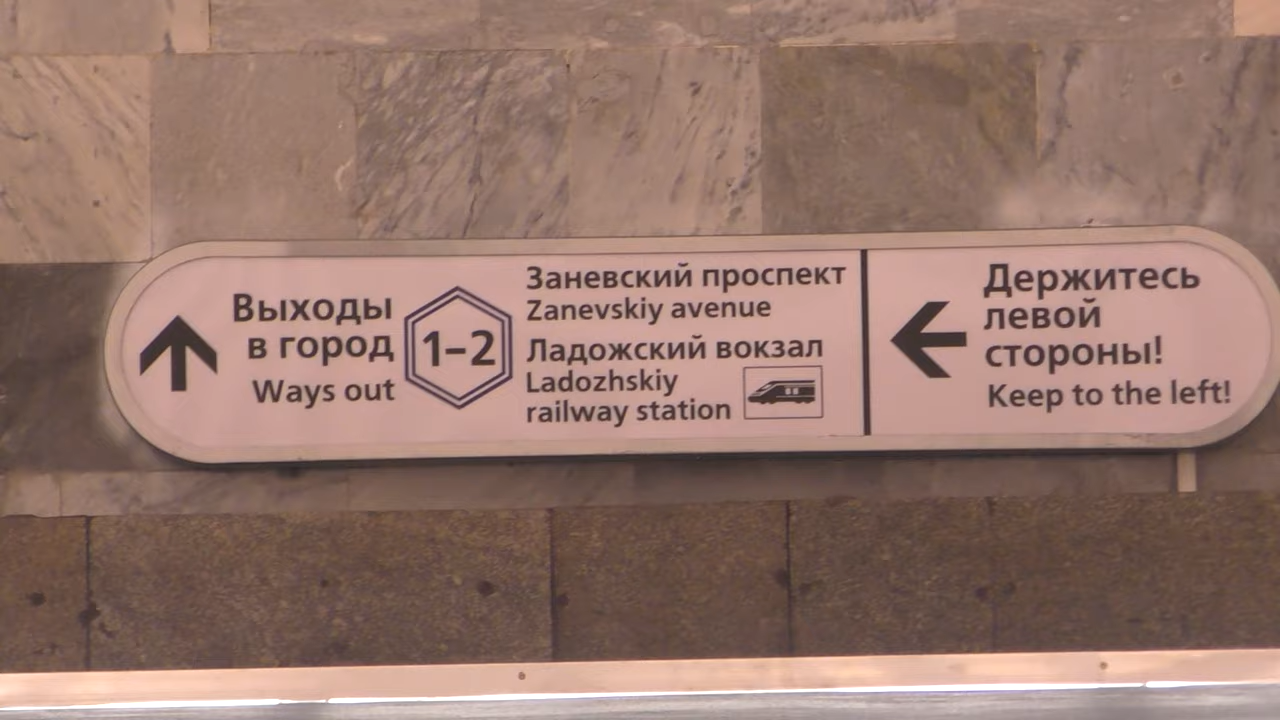 Выходы
в город
Ways out
1–2
Заневский проспект
Zanevskiy avenue
Ладожский вокзал
Ladozhskiy
railway station
Держитесь
левой
стороны!
Keep to the left!